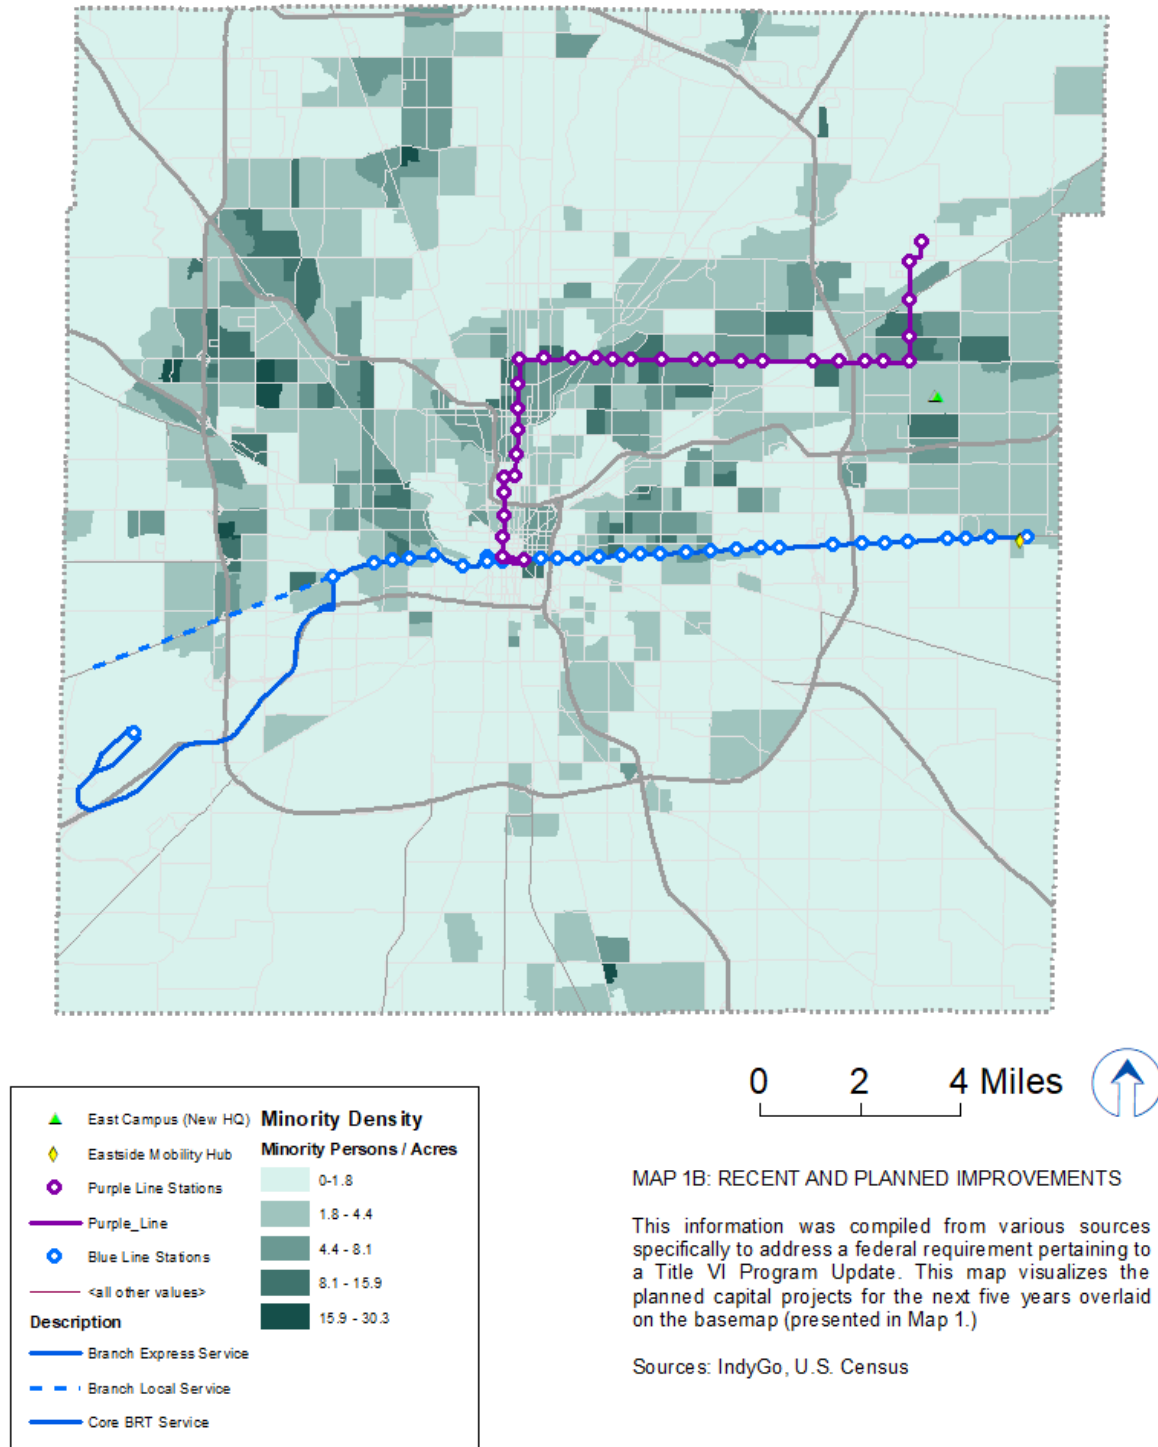 0 2 4 Miles
East Campus (New HQ)
Eastside Mobility Hub
Purple Line Stations
Purple_Line
Blue Line Stations
<all other values>
Description
Branch Express Service
Branch Local Service
Core BRT Service
Minority Density
Minority Persons / Acres
0-1.8
1.8 - 4.4
4.4 - 8.1
8.1 - 15.9
15.9 - 30.3
MAP 1B: RECENT AND PLANNED IMPROVEMENTS
This information was compiled from various sources
specifically to address a federal requirement pertaining to
a Title VI Program Update. This map visualizes the
planned capital projects for the next five years overlaid
on the basemap (presented in Map 1.)
Sources: IndyGo, U.S. Census